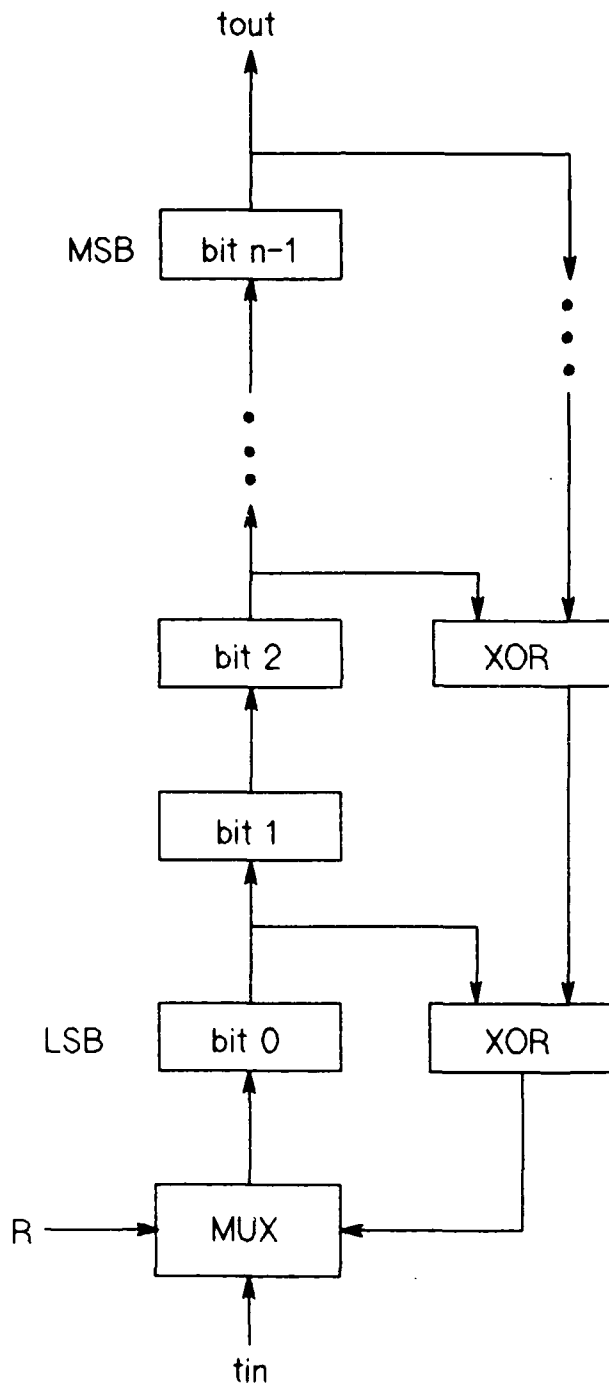 tout
MSB bit n-1
bit 2 XOR
bit 1
LSB bit 0 XOR
R MUX
tin